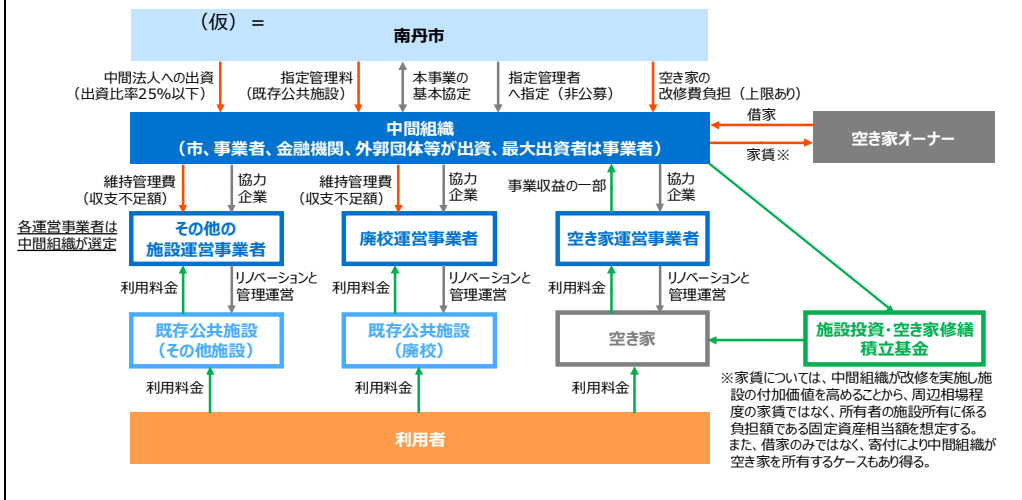 （仮）=
南丹市
中間法人への出資
（出資比率25%以下）
指定管理料
（既存公共施設）
本事業の
基本協定
指定管理者
へ指定（非公募）
空き家の
改修費負担（上限あり）
中間組織
（市、事業者、金融機関、外郭団体等が出資、最大出資者は事業者）
借家
家賃※
空き家オーナー
維持管理費
（収支不足額）
協力
企業
維持管理費
（収支不足額）
協力
企業
事業収益の一部
協力
企業
各運営事業者は
中間組織が選定
その他の
施設運営事業者
廃校運営事業者
空き家運営事業者
利用料金
リノベーションと
管理運営
利用料金
リノベーションと
管理運営
利用料金
リノベーションと
管理運営
既存公共施設
（その他施設）
既存公共施設
（廃校）
空き家
施設投資・空き家修繕
積立基金
利用料金
利用料金
利用料金
利用者
※家賃については、中間組織が改修を実施し施
設の付加価値を高めることから、周辺相場程
度の家賃ではなく、所有者の施設所有に係る
負担額である固定資産相当額を想定する。
また、借家のみではなく、寄付により中間組織が
空き家を所有するケースもあり得る。